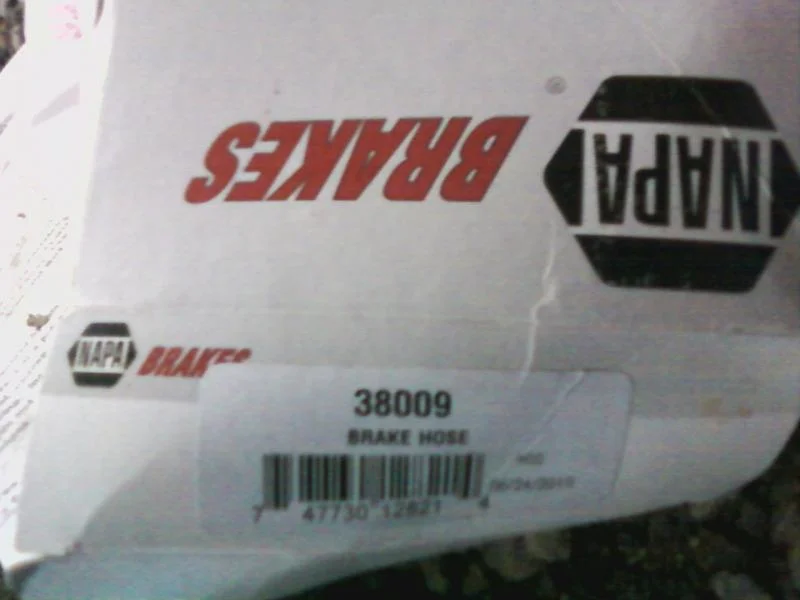 NAPA BRAKES
NAPA BRAKES
38009
BRAKE HOSE
7 47730 12821 4